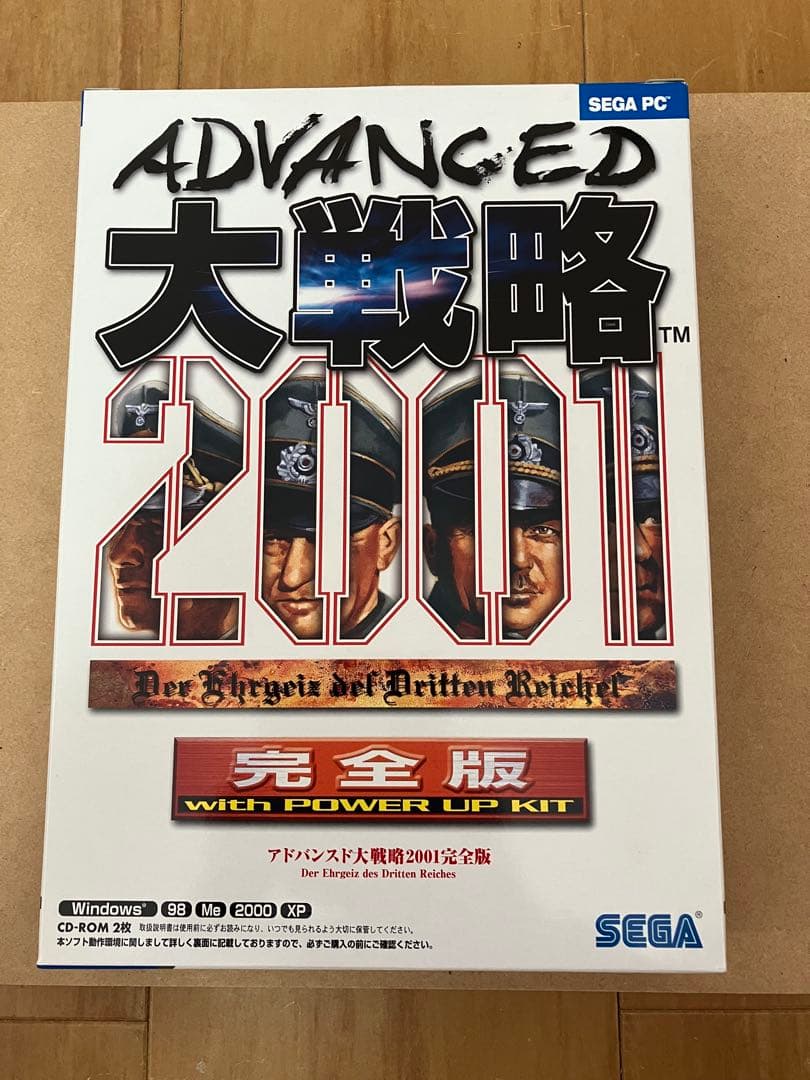 SEGA PC™
ADVANCED
大戦略™
2001
Der Ehrgeiz des Dritten Reiches
完全版
with POWER UP KIT
アドバンスド大戦略2001完全版
Der Ehrgeiz des Dritten Reiches
Windows® 98 Me 2000 XP
CD-ROM 2枚 取扱説明書は使用前に必ずお読みになり、いつでも見られるよう大切に保管してください。
本ソフト動作環境に関しまして詳しく裏面に記載しておりますので、必ずご購入の前にご確認ください。
SEGA®